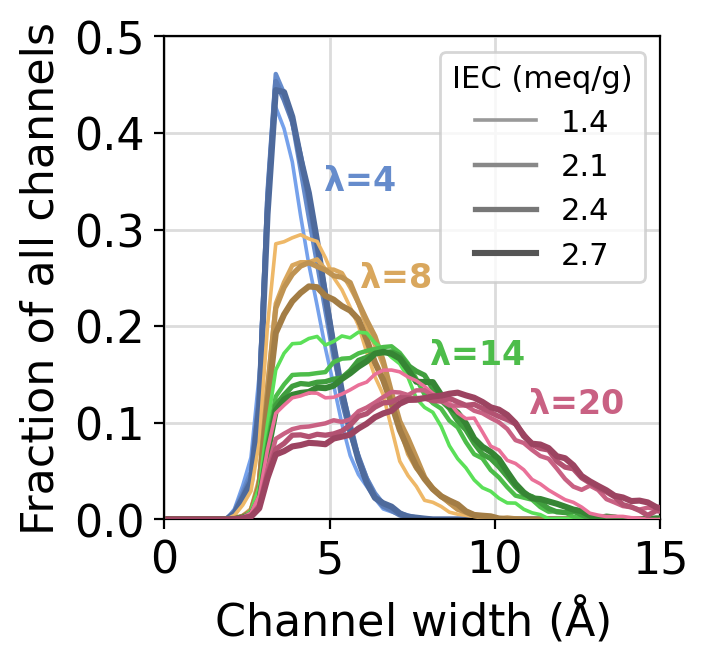 Fraction of all channels
0.5
0.4
0.3
0.2
0.1
0.0
IEC (meq/g)
1.4
2.1
2.4
2.7
λ=4
λ=8
λ=14
λ=20
0 5 10 15
Channel width (Å)